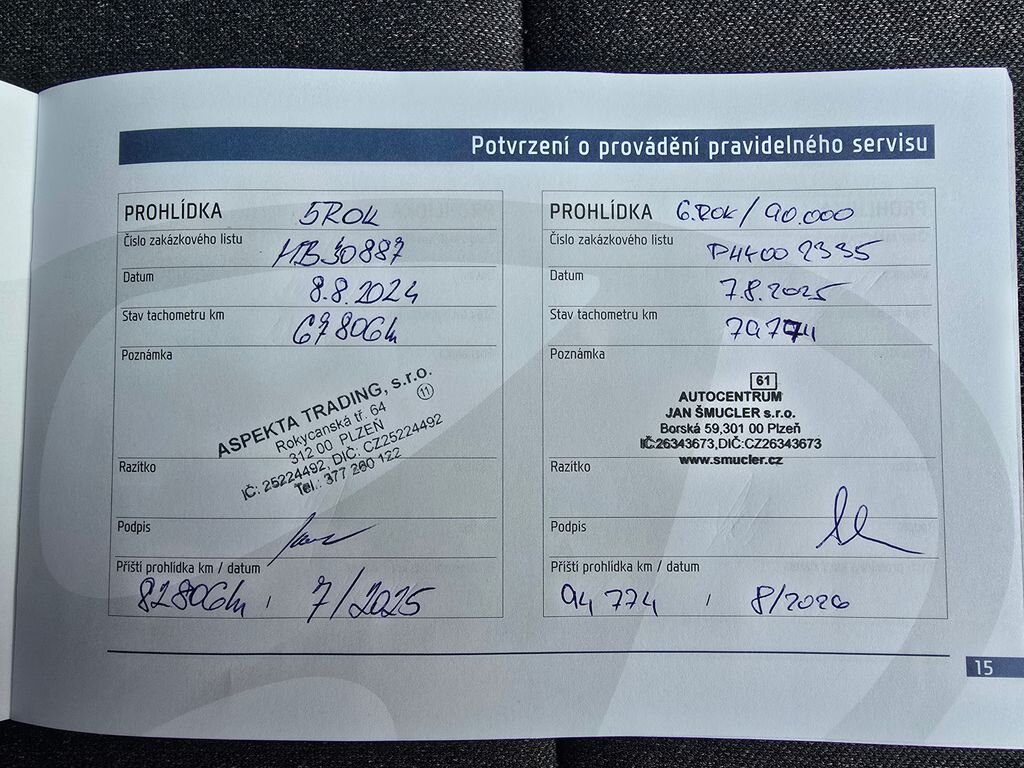 Potvrzení o provádění pravidelného servisu
PROHLÍDKA 5ROK
Číslo zakázkového listu HB30887
Datum 8.8.2024
Stav tachometru km 67806km
Poznámka
ASPEKTA TRADING, s.r.o.
Rokycanská tř. 64 11
312 00 PLZEŇ
IČ: 25224492, DIČ: CZ25224492
Tel.: 377 260 122
Razítko
Podpis
Příští prohlídka km / datum
82806km , 7/2025
PROHLÍDKA 6.ROK/90.000
Číslo zakázkového listu P44002335
Datum 7.8.2025
Stav tachometru km 79774
Poznámka
61
AUTOCENTRUM
JAN ŠMUCLER s.r.o.
Borská 59,301 00 Plzeň
IČ:26343673,DIČ:CZ26343673
www.smucler.cz
Razítko
Podpis
Příští prohlídka km / datum
94 774 , 8/2026
15